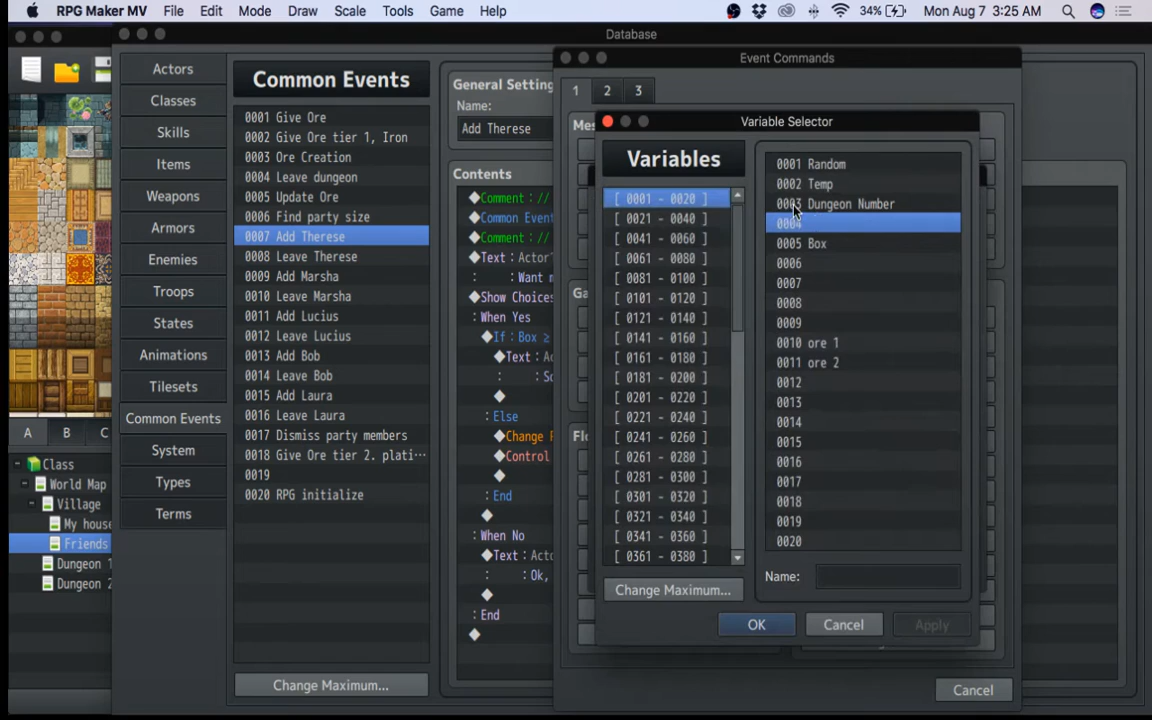 RPG Maker MV File Edit Mode Draw Scale Tools Game Help 34% Mon Aug 7 3:25 AM
Database
Event Commands
Actors
Classes
Skills
Items
Weapons
Armors
Enemies
Troops
States
Animations
Tilesets
Common Events
System
Types
Terms
A B C
Class
World Map
Village
My house
Friends
Dungeon 1
Dungeon 2
Common Events
0001 Give Ore
0002 Give Ore tier 1, Iron
0003 Ore Creation
0004 Leave dungeon
0005 Update Ore
0006 Find party size
0007 Add Therese
0008 Leave Therese
0009 Add Marsha
0010 Leave Marsha
0011 Add Lucius
0012 Leave Lucius
0013 Add Bob
0014 Leave Bob
0015 Add Laura
0016 Leave Laura
0017 Dismiss party members
0018 Give Ore tier 2. plati…
0019
0020 RPG initialize
Change Maximum...
General Setting
Name:
Add Therese
Contents
◆Comment : //
◆Common Event
◆Comment : //
◆Text : Actor
: : Want m
◆Show Choices
: When Yes
◆If : Box ≥
◆Text : Ac
: : So
◆
: Else
◆Change P
◆Control
◆
: End
◆
: When No
◆Text : Acto
: : Ok,
◆
: End
◆
1 2 3
Mes
Ga
Flo
Variable Selector
Variables
[ 0001 - 0020 ]
[ 0021 - 0040 ]
[ 0041 - 0060 ]
[ 0061 - 0080 ]
[ 0081 - 0100 ]
[ 0101 - 0120 ]
[ 0121 - 0140 ]
[ 0141 - 0160 ]
[ 0161 - 0180 ]
[ 0181 - 0200 ]
[ 0201 - 0220 ]
[ 0221 - 0240 ]
[ 0241 - 0260 ]
[ 0261 - 0280 ]
[ 0281 - 0300 ]
[ 0301 - 0320 ]
[ 0321 - 0340 ]
[ 0341 - 0360 ]
[ 0361 - 0380 ]
Change Maximum...
0001 Random
0002 Temp
0003 Dungeon Number
0004
0005 Box
0006
0007
0008
0009
0010 ore 1
0011 ore 2
0012
0013
0014
0015
0016
0017
0018
0019
0020
Name:
OK Cancel Apply
Cancel